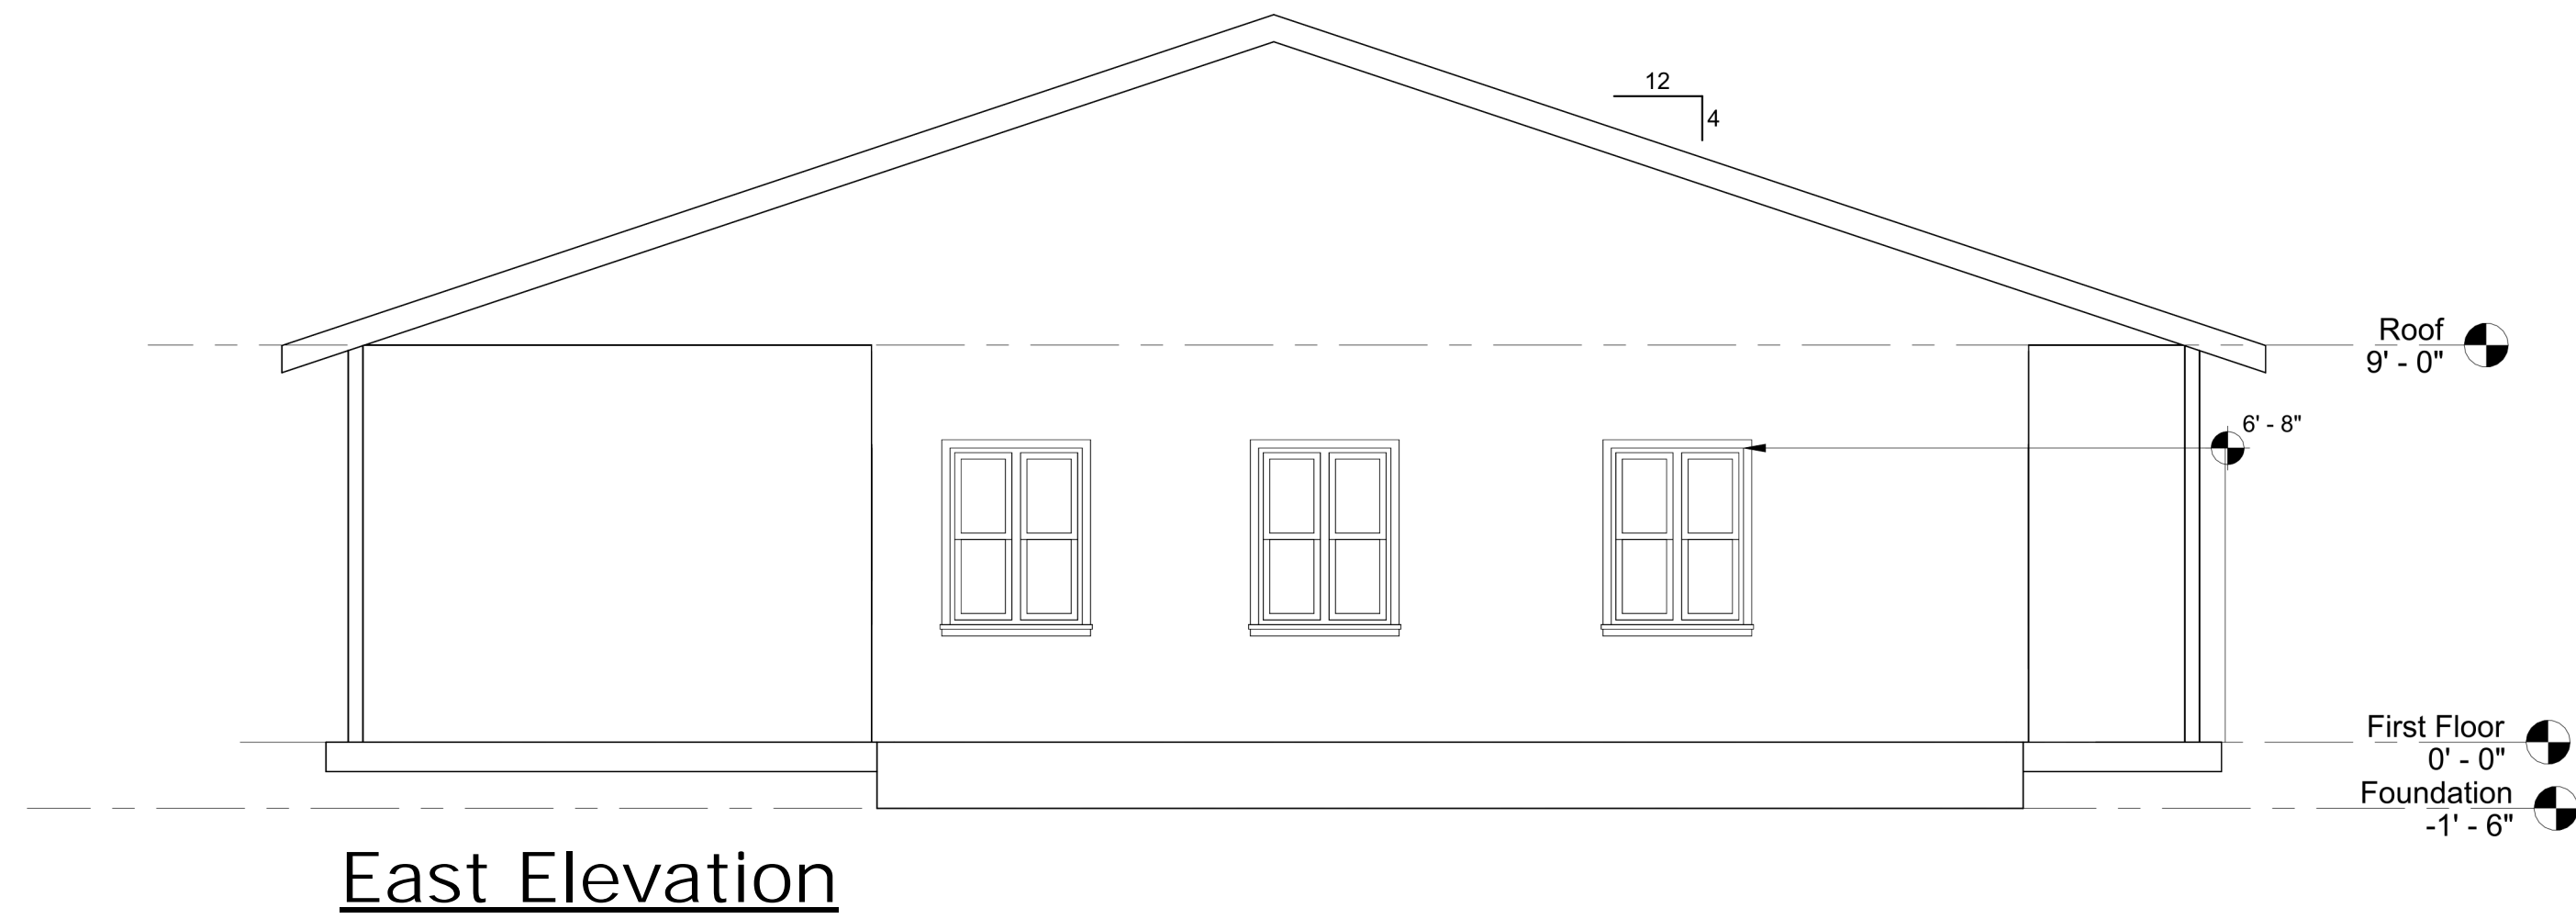 12
4
Roof
9' - 0"
6' - 8"
First Floor
0' - 0"
Foundation
-1' - 6"
East Elevation